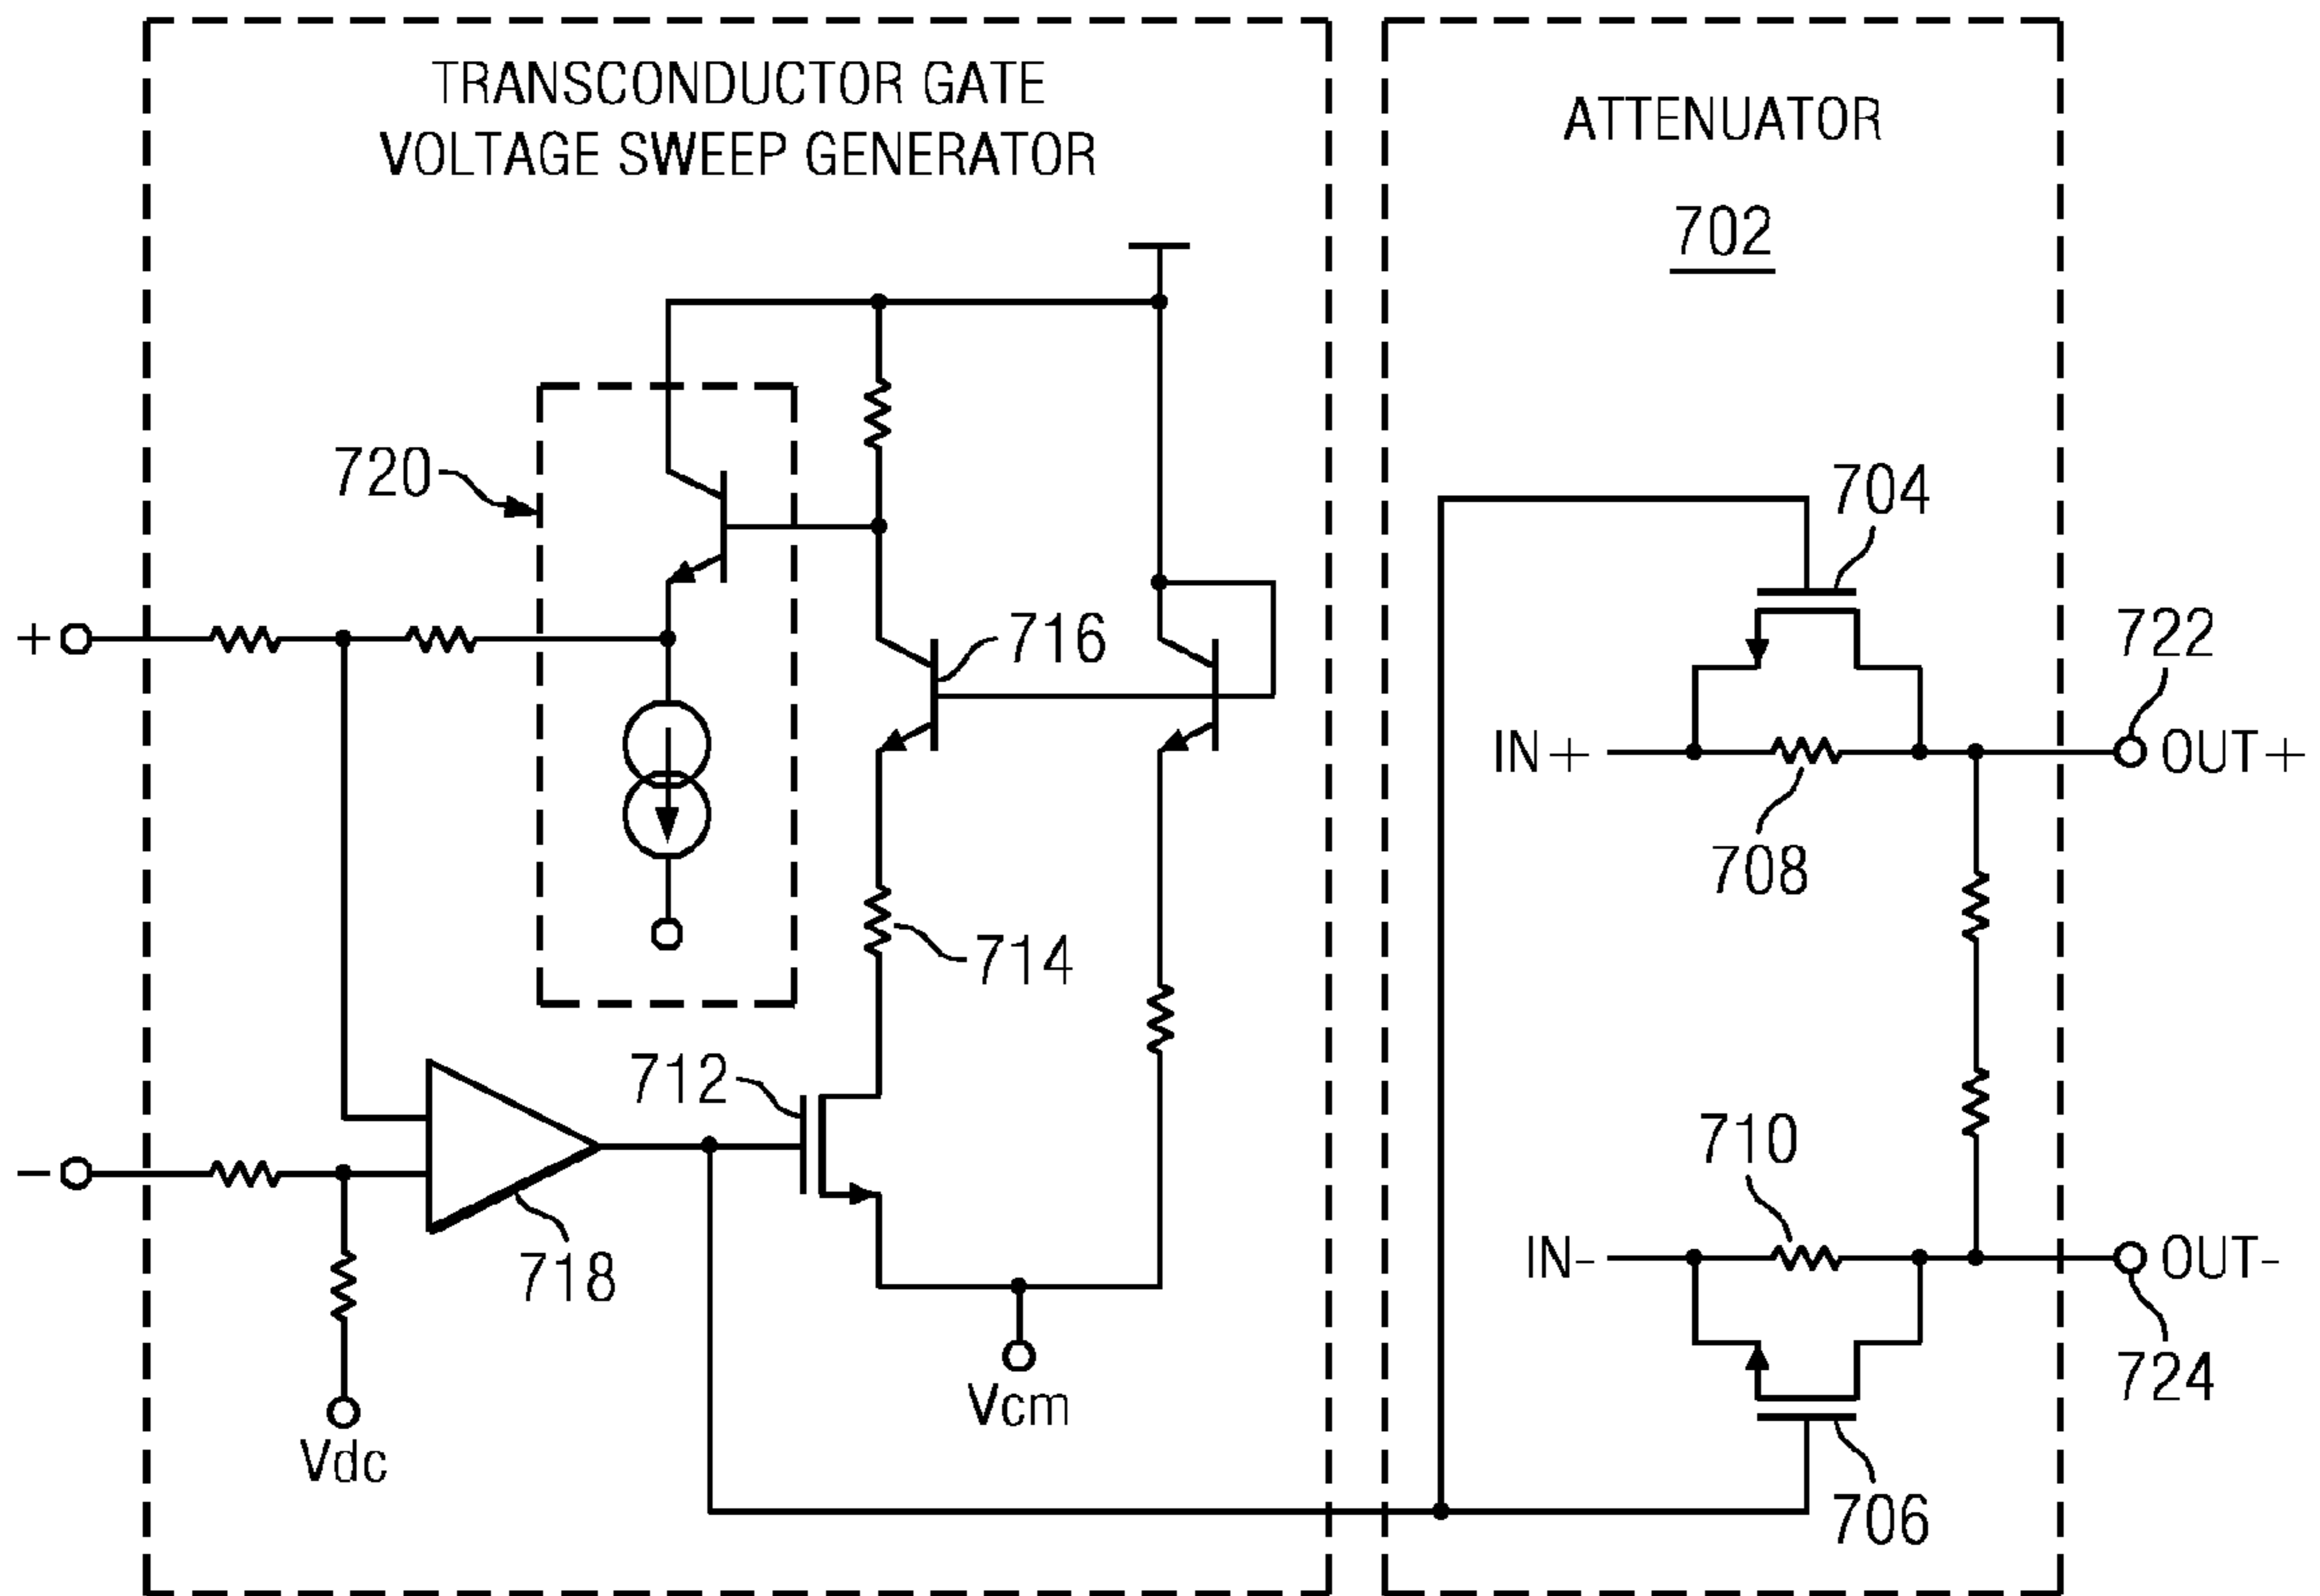 TRANSCONDUCTOR GATE
VOLTAGE SWEEP GENERATOR
ATTENUATOR
702
720
704
+
716
722
IN+
OUT+
708
714
712
710
-
718
IN-
OUT-
Vcm
724
Vdc
706